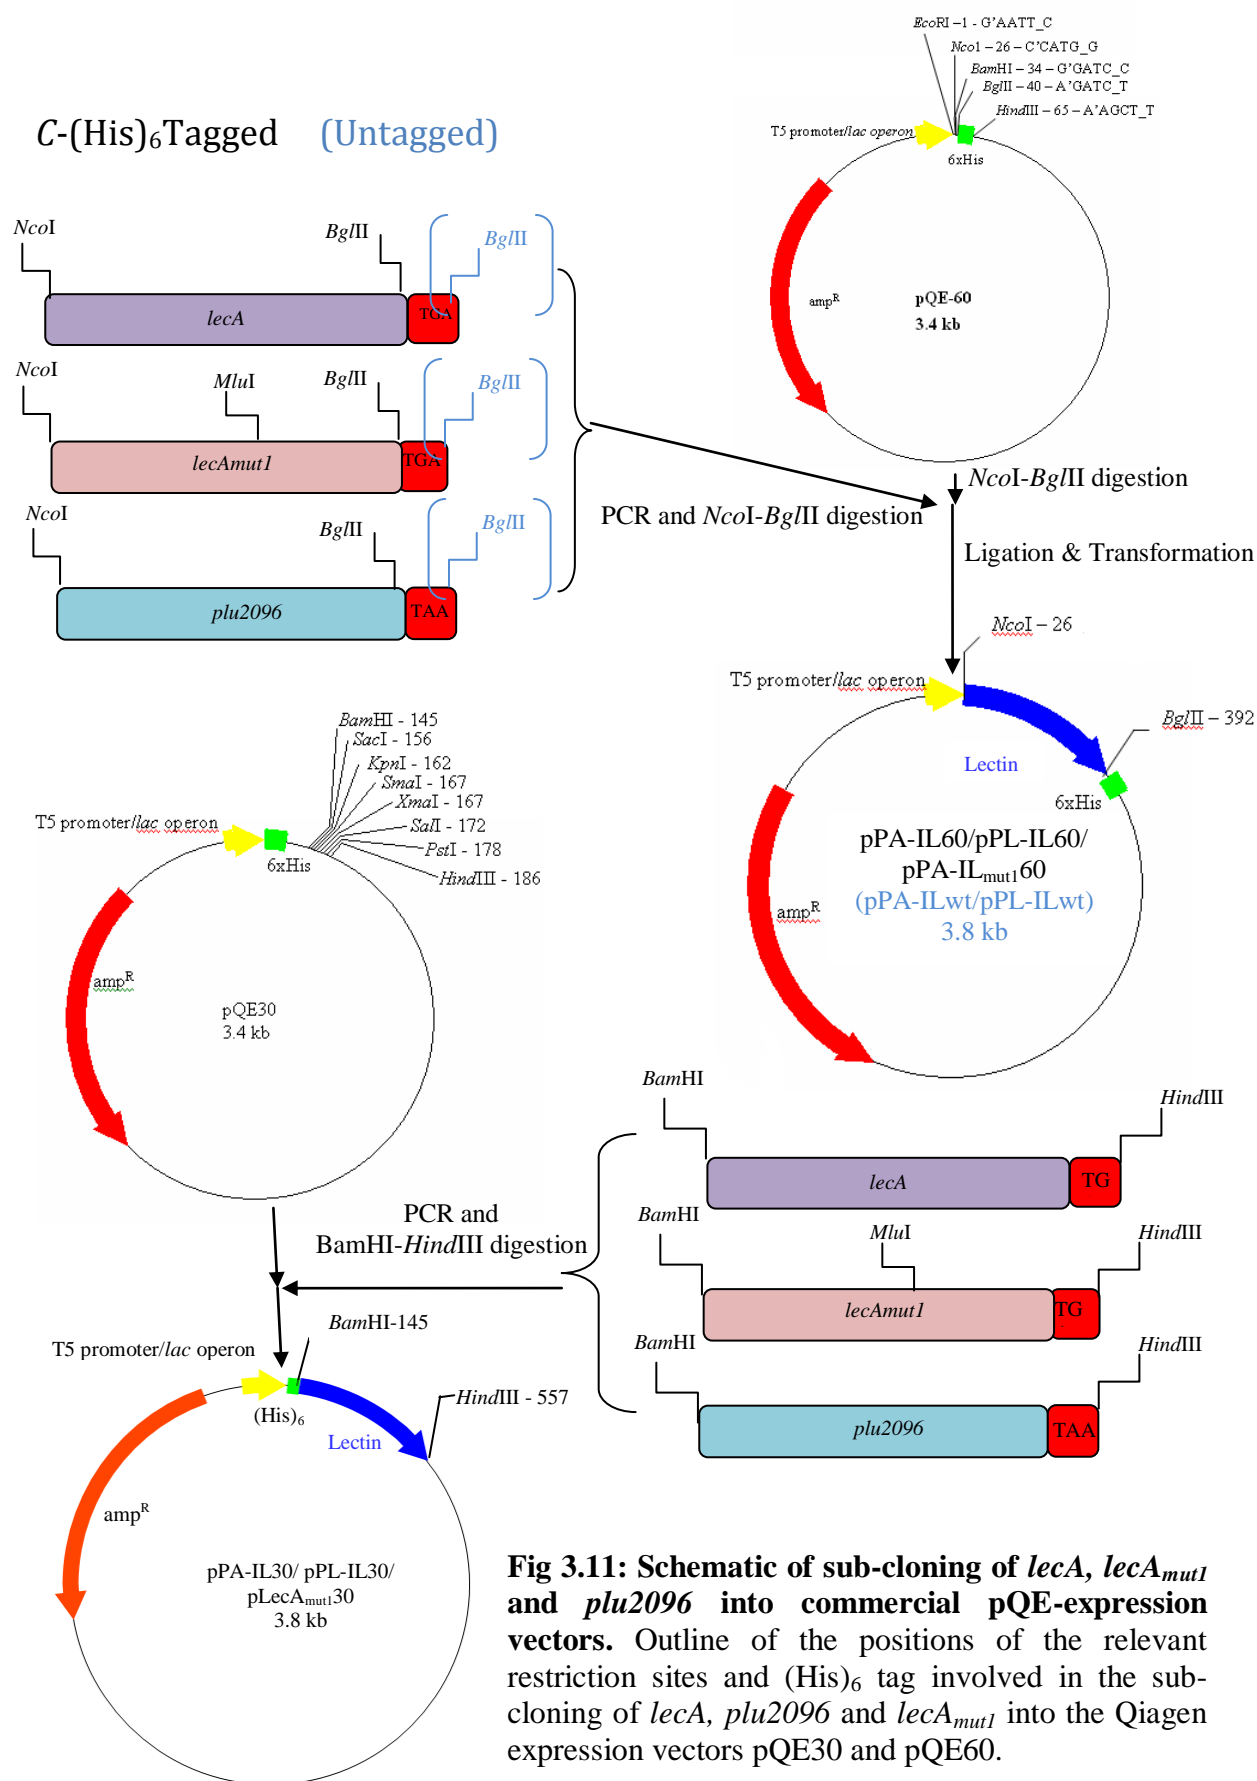 EcoRI – 1 - G'AATT_C
Nco1 – 26 – C'CATG_G
BamHI – 34 – G'GATC_C
BglII – 40 – A'GATC_T
HindIII – 65 – A'AGCT_T
T5 promoter/lac operon
6xHis
ampR
pQE-60
3.4 kb
C-(His)6Tagged (Untagged)
NcoI
BglII
BglII
lecA
TGA
NcoI
MluI
BglII
BglII
lecAmut1
TGA
NcoI
BglII
BglII
plu2096
TAA
NcoI-BglII digestion
PCR and NcoI-BglII digestion
Ligation & Transformation
NcoI – 26
T5 promoter/lac operon
BglII – 392
Lectin
6xHis
pPA-IL60/pPL-IL60/
pPA-ILmut160
(pPA-ILwt/pPL-ILwt)
3.8 kb
ampR
BamHI - 145
SacI - 156
KpnI - 162
SmaI - 167
XmaI - 167
SalI - 172
PstI - 178
HindIII - 186
T5 promoter/lac operon
6xHis
ampR
pQE30
3.4 kb
BamHI
HindIII
lecA
TG
PCR and
BamHI-HindIII digestion
BamHI
MluI
HindIII
lecAmut1
TG
BamHI
HindIII
plu2096
TAA
BamHI-145
T5 promoter/lac operon
(His)6
HindIII - 557
Lectin
ampR
pPA-IL30/ pPL-IL30/
pLecAmut130
3.8 kb
Fig 3.11: Schematic of sub-cloning of lecA, lecAmut1
and plu2096 into commercial pQE-expression
vectors. Outline of the positions of the relevant
restriction sites and (His)6 tag involved in the sub-
cloning of lecA, plu2096 and lecAmut1 into the Qiagen
expression vectors pQE30 and pQE60.